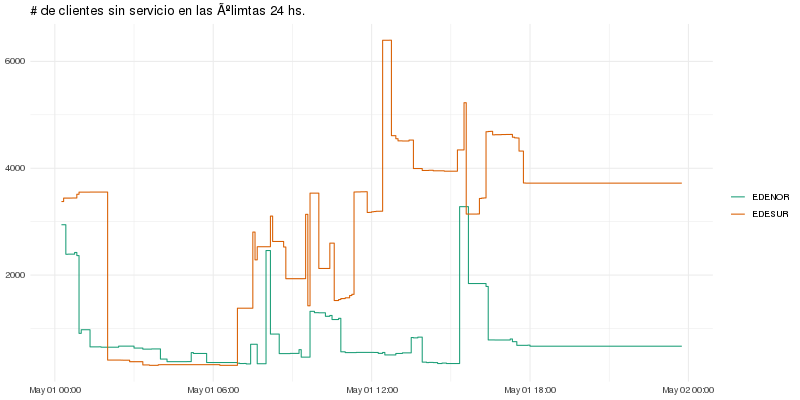 # de clientes sin servicio en las Ãºlimtas 24 hs.
6000
4000
2000
EDENOR
EDESUR
May 01 00:00
May 01 06:00
May 01 12:00
May 01 18:00
May 02 00:00